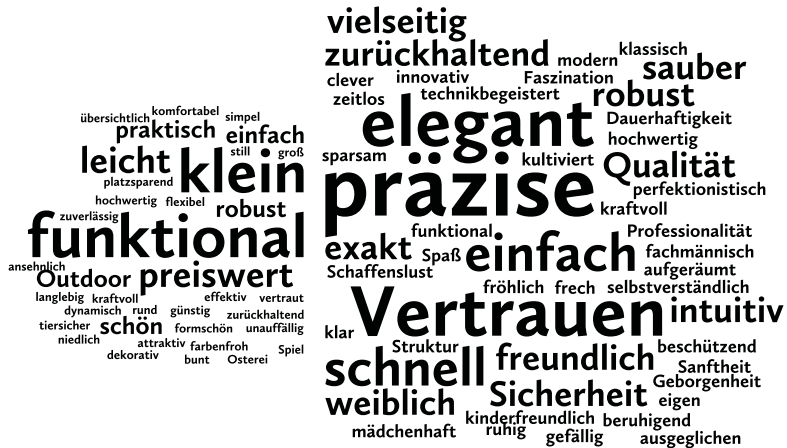 übersichtlich komfortabel simpel
praktisch einfach
leicht klein still groß
platzsparend
hochwertig flexibel
zuverlässig robust
funktional
ansehnlich
Outdoor preiswert
langlebig kraftvoll effektiv vertraut
dynamisch rund günstig zurückhaltend
tiersicher schön formschön unauffällig
niedlich attraktiv farbenfroh Spiel
dekorativ bunt Osterei
vielseitig
zurückhaltend modern klassisch
clever innovativ Faszination sauber
zeitlos technikbegeistert robust
elegant Dauerhaftigkeit
hochwertig
sparsam kultiviert Qualität
präzise perfektionistisch
kraftvoll
funktional Professionalität
exakt Spaß einfach fachmännisch
Schaffenslust aufgeräumt
fröhlich frech selbstverständlich
klar Vertrauen intuitiv
Struktur beschützend
schnell freundlich Sanftheit
Geborgenheit
weiblich Sicherheit eigen
kinderfreundlich beruhigend
mädchenhaft ruhig gefällig ausgeglichen